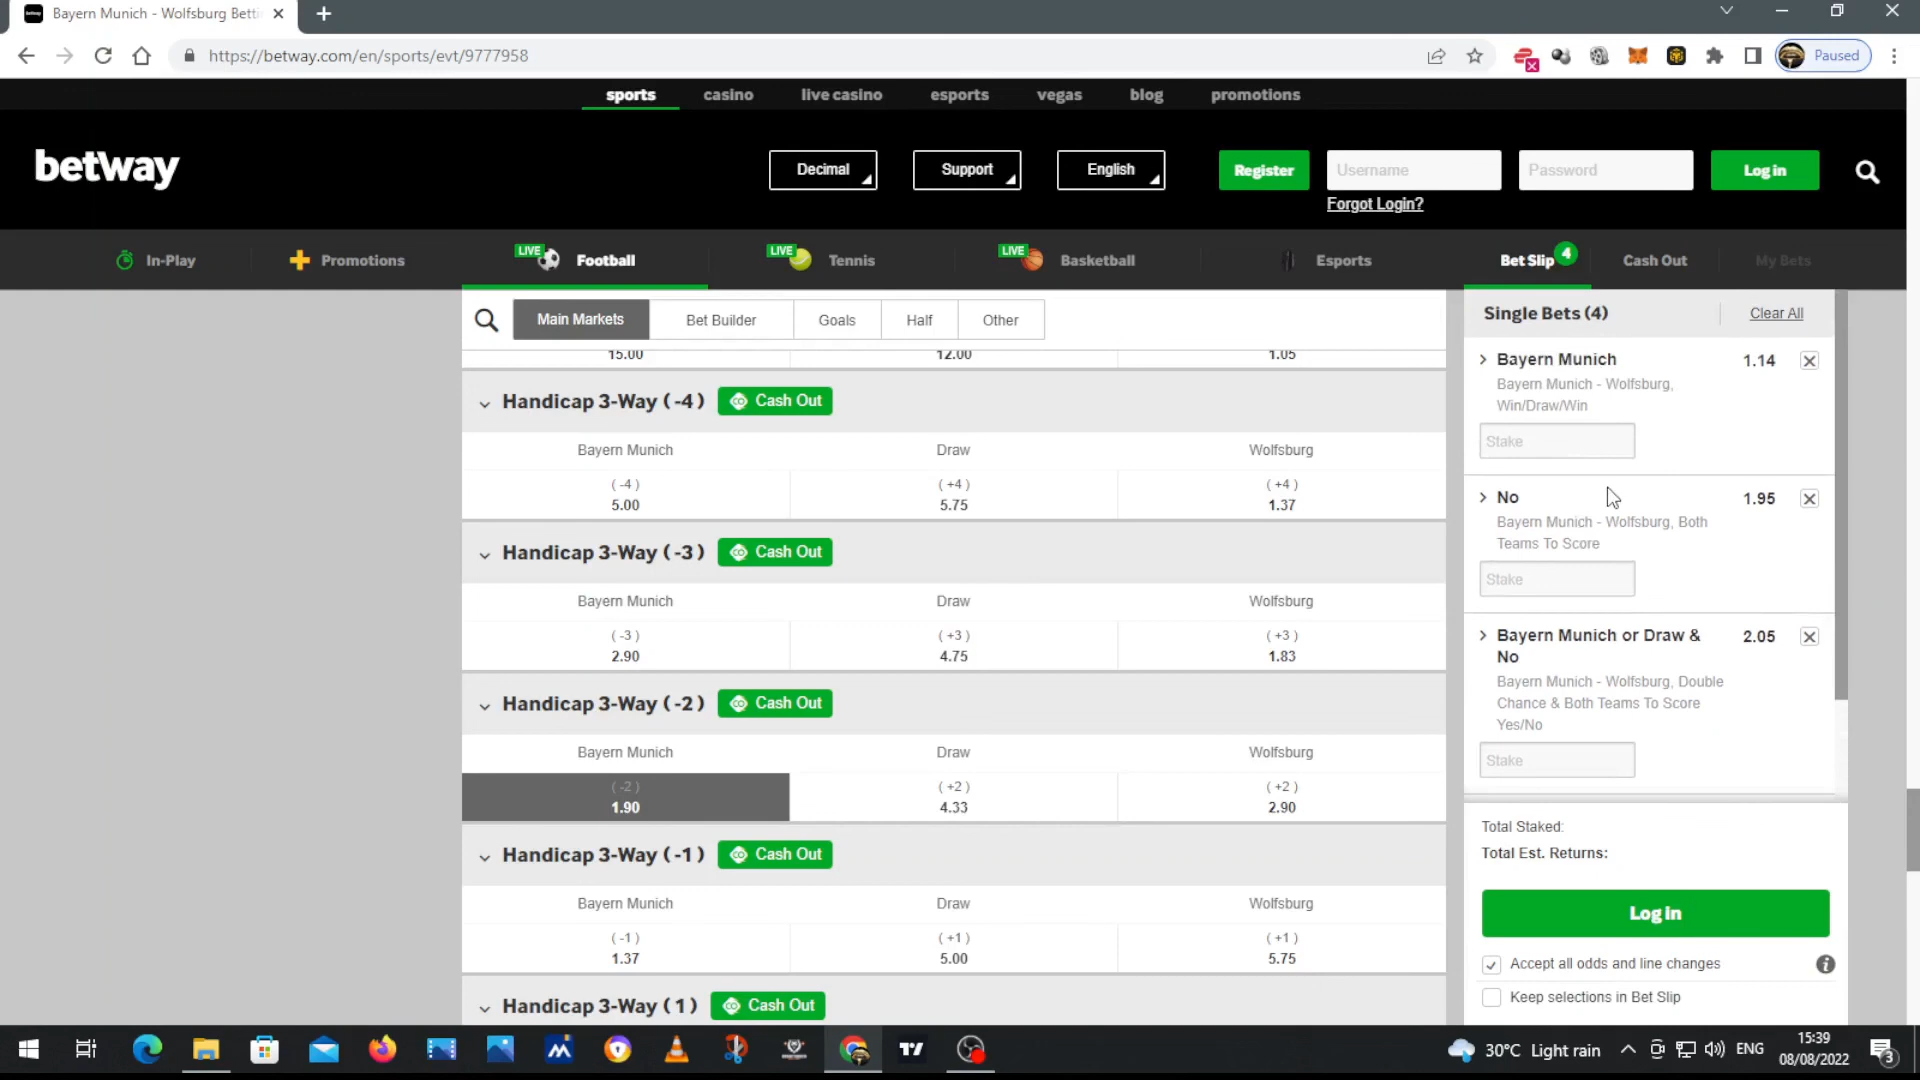 Bayern Munich - Wolfsburg Betti
https://betway.com/en/sports/evt/9777958
Paused
sports
casino
live casino
esports
vegas
blog
promotions
betway
Decimal
Support
English
Register
Username
Password
Log in
Forgot Login?
In-Play
Promotions
LIVE
Football
LIVE
Tennis
LIVE
Basketball
Esports
Bet Slip
4
Cash Out
My Bets
Main Markets
Bet Builder
Goals
Half
Other
15.00
12.00
1.05
Handicap 3-Way ( -4 )
Cash Out
Bayern Munich
Draw
Wolfsburg
( -4 )
( +4 )
( +4 )
5.00
5.75
1.37
Handicap 3-Way ( -3 )
Cash Out
Bayern Munich
Draw
Wolfsburg
( -3 )
( +3 )
( +3 )
2.90
4.75
1.83
Handicap 3-Way ( -2 )
Cash Out
Bayern Munich
Draw
Wolfsburg
( -2 )
( +2 )
( +2 )
1.90
4.33
2.90
Handicap 3-Way ( -1 )
Cash Out
Bayern Munich
Draw
Wolfsburg
( -1 )
( +1 )
( +1 )
1.37
5.00
5.75
Handicap 3-Way ( 1 )
Cash Out
Single Bets (4)
Clear All
Bayern Munich
1.14
Bayern Munich - Wolfsburg,
Win/Draw/Win
Stake
No
1.95
Bayern Munich - Wolfsburg, Both
Teams To Score
Stake
Bayern Munich or Draw &
No
2.05
Bayern Munich - Wolfsburg, Double
Chance & Both Teams To Score
Yes/No
Stake
Total Staked:
Total Est. Returns:
Log in
Accept all odds and line changes
Keep selections in Bet Slip
30°C Light rain
ENG
15:39
08/08/2022
3